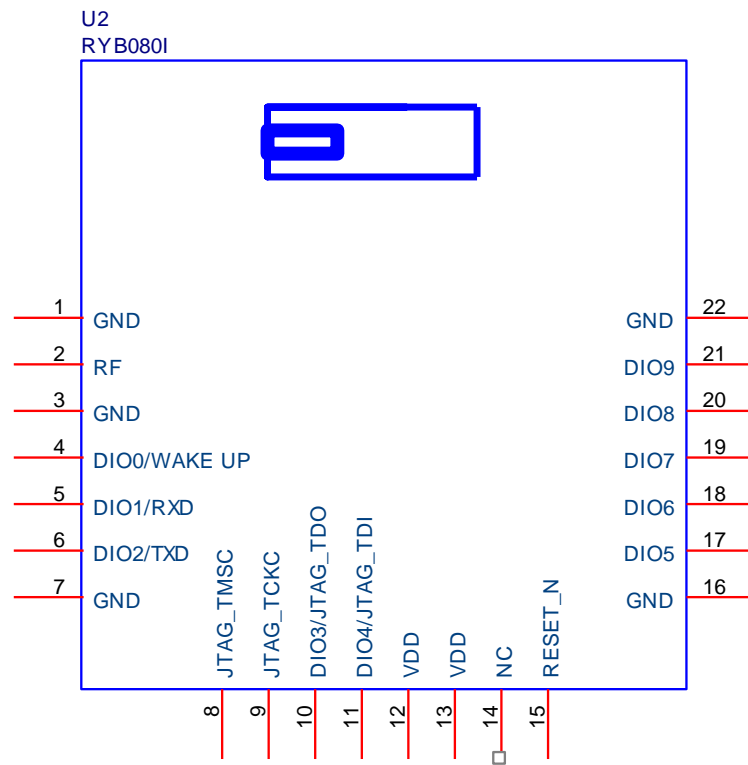 U2
RYB080I
1 GND
2 RF
3 GND
4 DIO0/WAKE UP
5 DIO1/RXD
6 DIO2/TXD
7 GND
GND 22
DIO9 21
DIO8 20
DIO7 19
DIO6 18
DIO5 17
GND 16
JTAG_TMSC 8
JTAG_TCKC 9
DIO3/JTAG_TDO 10
DIO4/JTAG_TDI 11
VDD 12
VDD 13
NC 14
RESET_N 15